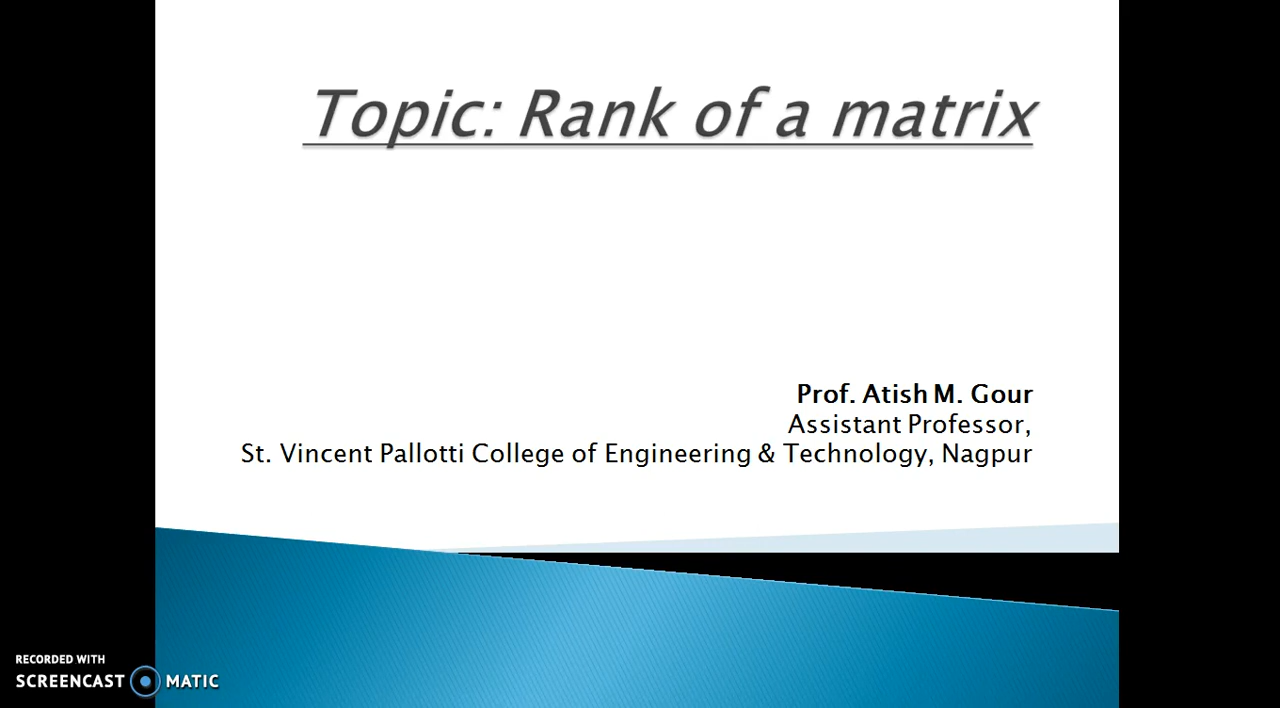 Topic: Rank of a matrix
Prof. Atish M. Gour
Assistant Professor,
St. Vincent Pallotti College of Engineering & Technology, Nagpur
RECORDED WITH
SCREENCAST MATIC